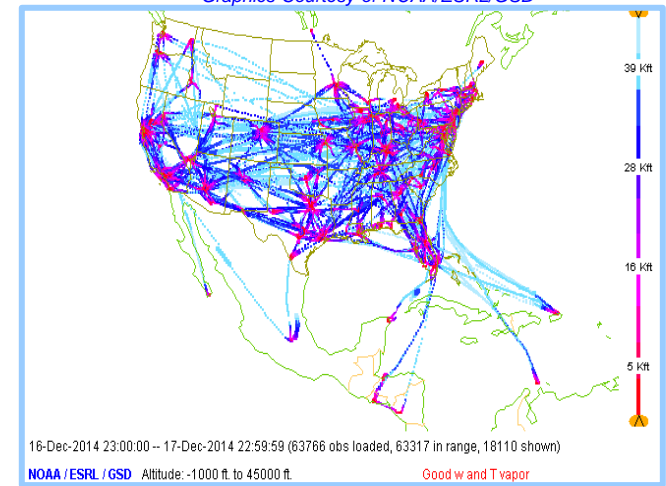 Graphics Courtesy of NOAA/ESRL/GSD
39 Kft
28 Kft
16 Kft
5 Kft
16-Dec-2014 23:00:00 -- 17-Dec-2014 22:59:59 (63766 obs loaded, 63317 in range, 18110 shown)
NOAA / ESRL / GSD Altitude: -1000 ft. to 45000 ft. Good w and T vapor